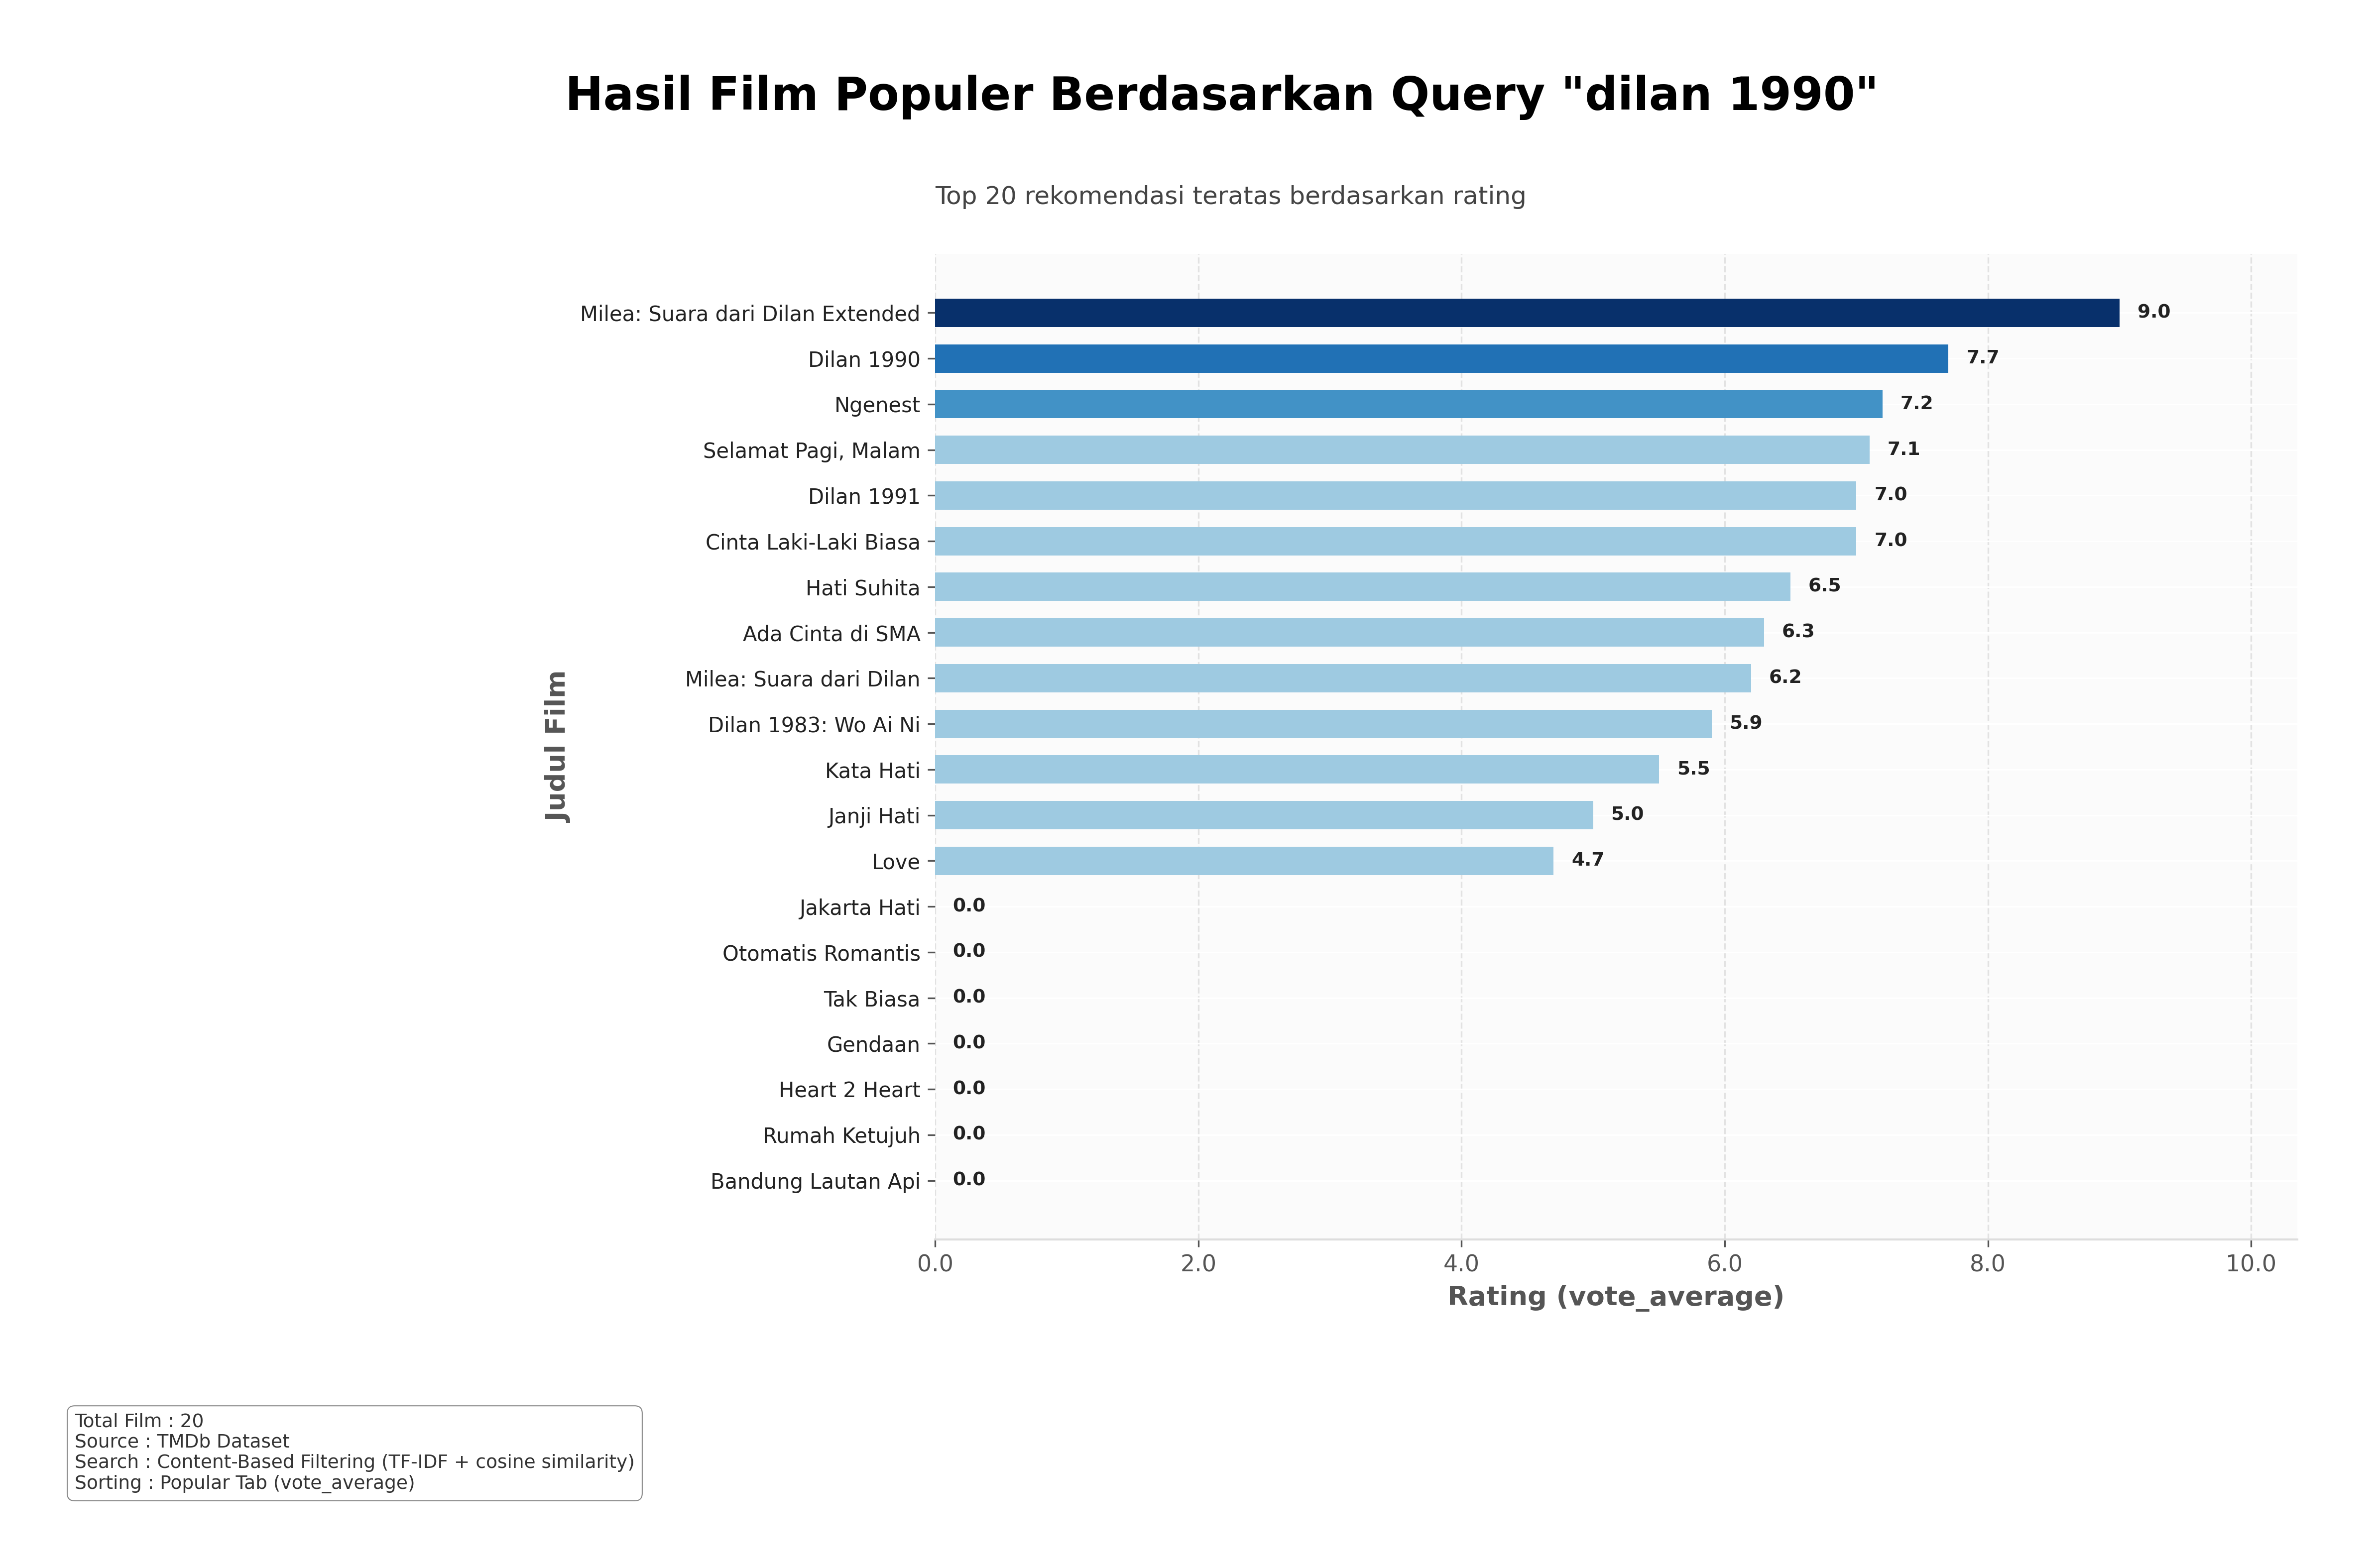 Hasil Film Populer Berdasarkan Query "dilan 1990"
Top 20 rekomendasi teratas berdasarkan rating
Judul Film
Milea: Suara dari Dilan Extended 9.0
Dilan 1990 7.7
Ngenest 7.2
Selamat Pagi, Malam 7.1
Dilan 1991 7.0
Cinta Laki-Laki Biasa 7.0
Hati Suhita 6.5
Ada Cinta di SMA 6.3
Milea: Suara dari Dilan 6.2
Dilan 1983: Wo Ai Ni 5.9
Kata Hati 5.5
Janji Hati 5.0
Love 4.7
Jakarta Hati 0.0
Otomatis Romantis 0.0
Tak Biasa 0.0
Gendaan 0.0
Heart 2 Heart 0.0
Rumah Ketujuh 0.0
Bandung Lautan Api 0.0
0.0 2.0 4.0 6.0 8.0 10.0
Rating (vote_average)
Total Film : 20
Source : TMDb Dataset
Search : Content-Based Filtering (TF-IDF + cosine similarity)
Sorting : Popular Tab (vote_average)